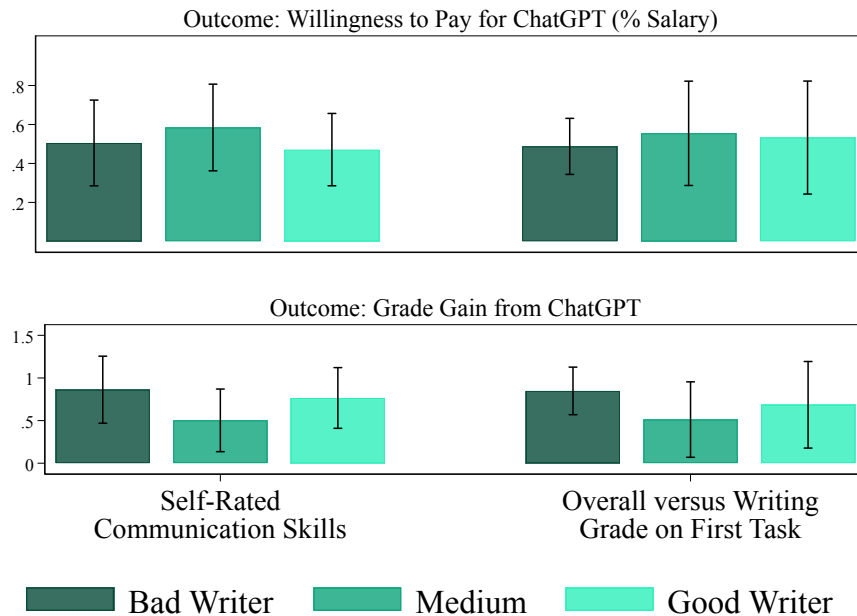 Outcome: Willingness to Pay for ChatGPT (% Salary)
.8
.6
.4
.2
Outcome: Grade Gain from ChatGPT
1.5
1
.5
0
Self-Rated
Communication Skills
Overall versus Writing
Grade on First Task
Bad Writer Medium Good Writer